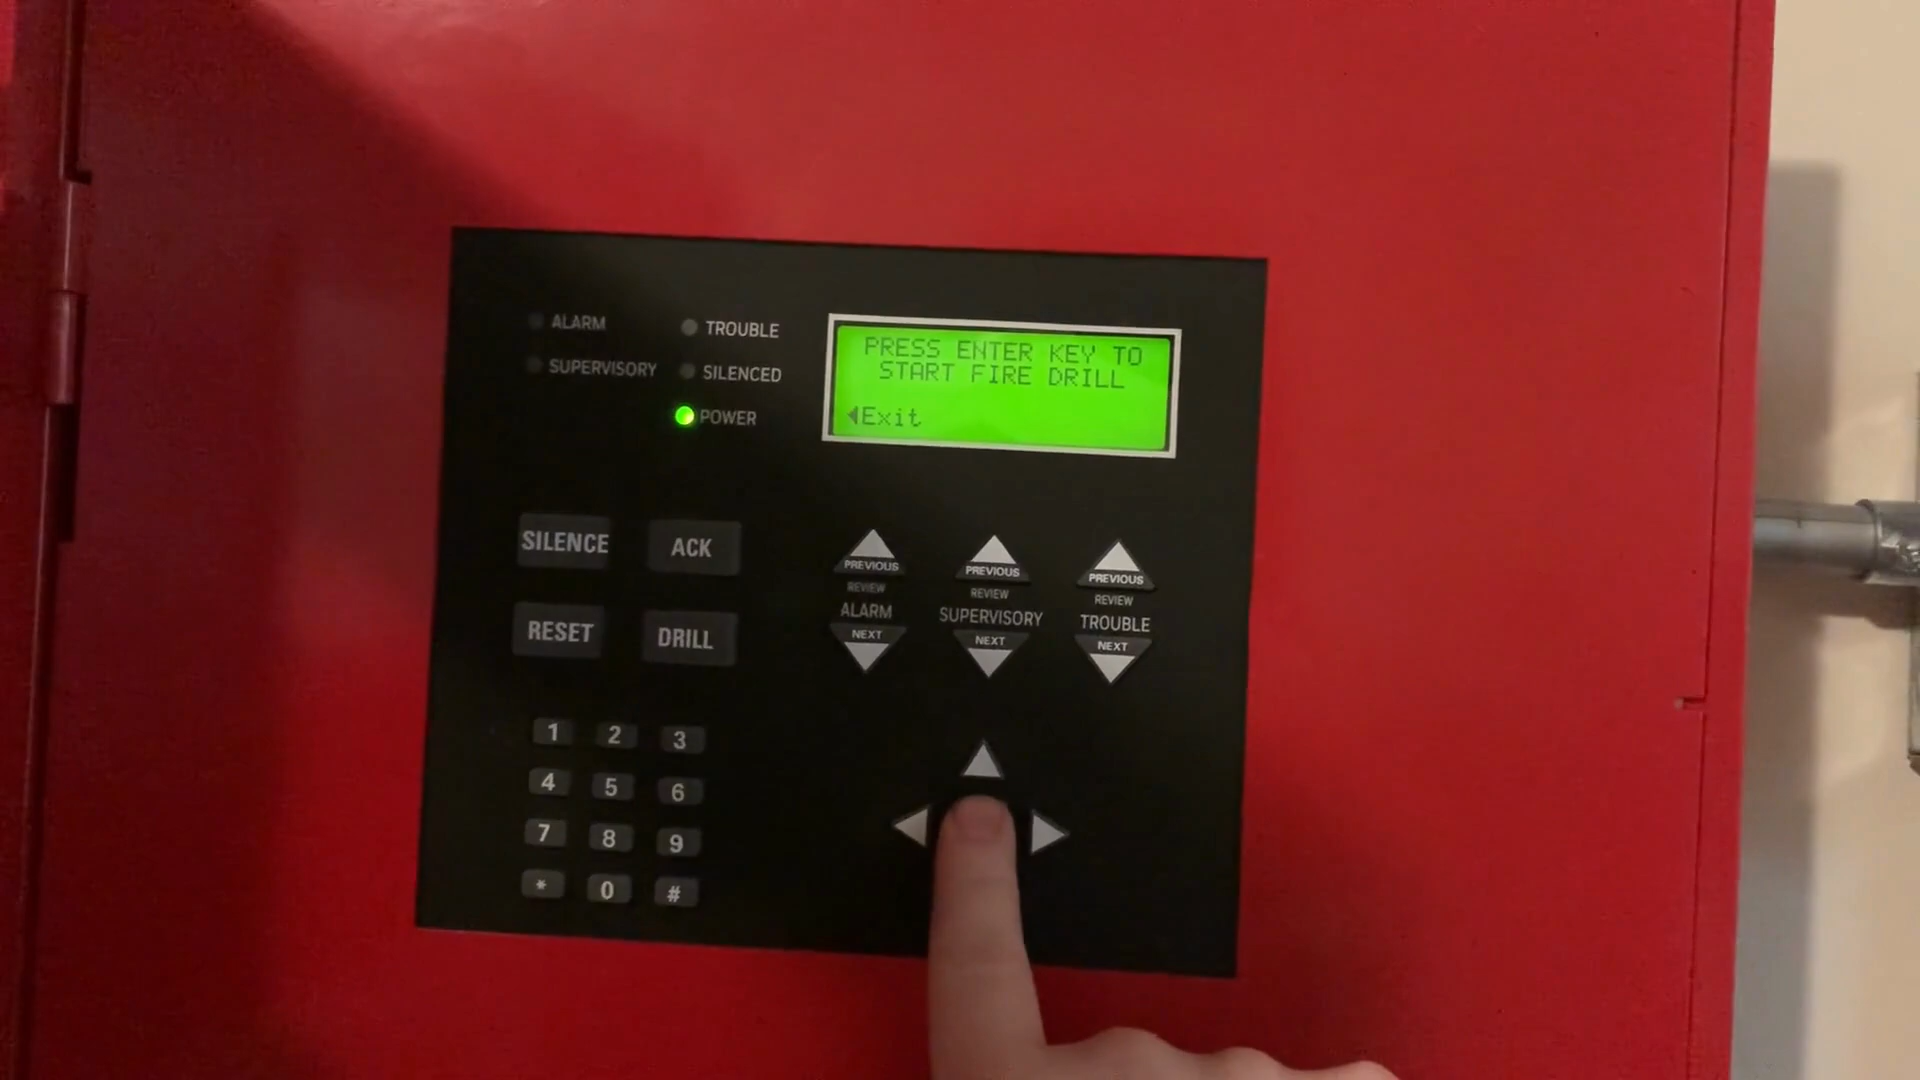 ALARM
TROUBLE
SUPERVISORY
SILENCED
POWER
PRESS ENTER KEY TO
START FIRE DRILL
Exit
SILENCE
ACK
RESET
DRILL
PREVIOUS
REVIEW
ALARM
NEXT
PREVIOUS
REVIEW
SUPERVISORY
NEXT
PREVIOUS
REVIEW
TROUBLE
NEXT
1 2 3
4 5 6
7 8 9
* 0 #